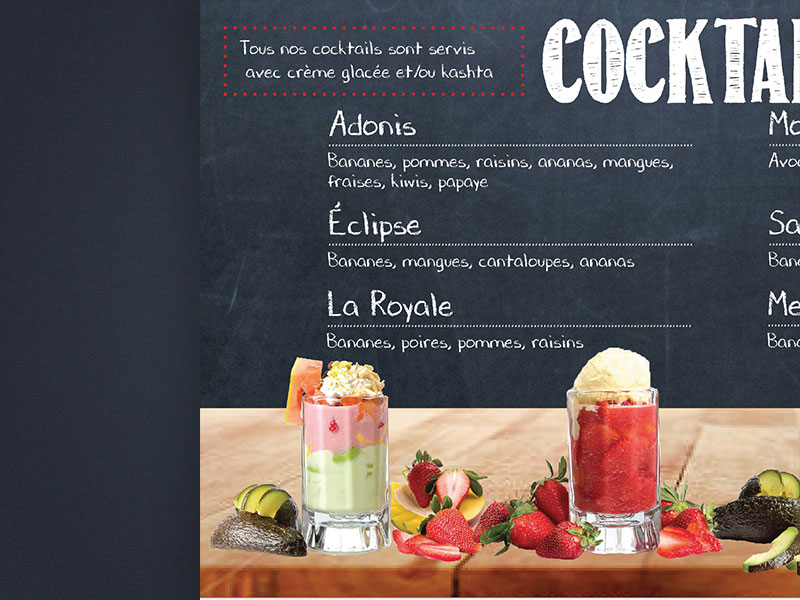 Tous nos cocktails sont servis
avec crème glacée et/ou kashta
Adonis
Bananes, pommes, raisins, ananas, mangues,
fraises, kiwis, papaye
Éclipse
Bananes, mangues, cantaloupes, ananas
La Royale
Bananes, poires, pommes, raisins